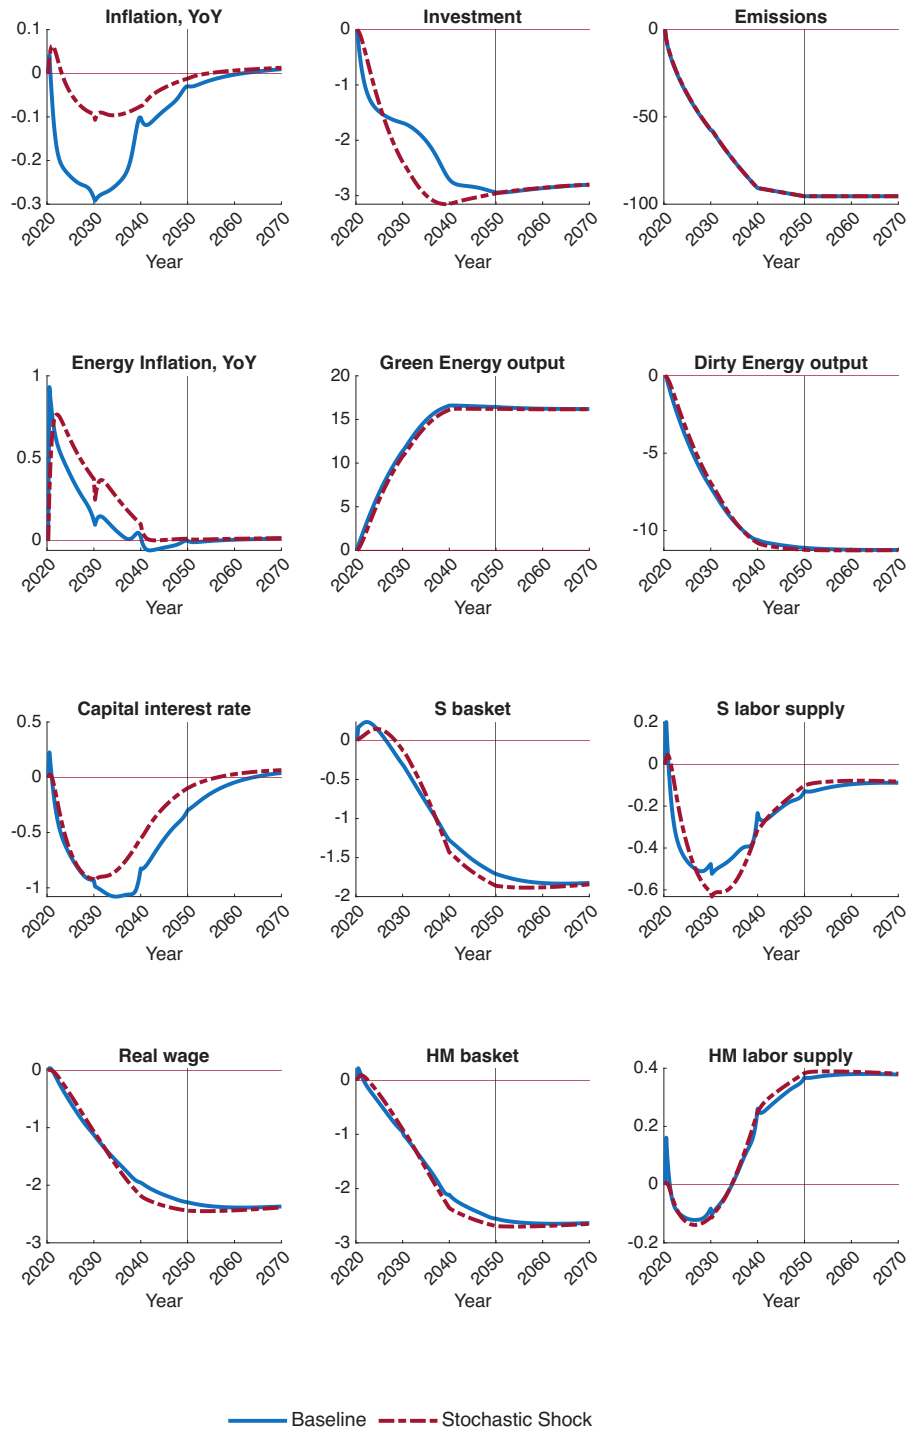 Inflation, YoY Investment Emissions
0.1 0 0
0 -1
-0.1 -50
-2
-0.2
-3
-0.3 -100
2020 2030 2040 2050 2060 2070 2020 2030 2040 2050 2060 2070 2020 2030 2040 2050 2060 2070
Year Year Year
Energy Inflation, YoY Green Energy output Dirty Energy output
1 20 0
15
0.5 -5
10
5
-10
0 0
2020 2030 2040 2050 2060 2070 2020 2030 2040 2050 2060 2070 2020 2030 2040 2050 2060 2070
Year Year Year
Capital interest rate S basket S labor supply
0.5 0.2
0 0
0 -0.5
-0.2
-0.5 -1
-0.4
-1.5
-1 -0.6
-2
2020 2030 2040 2050 2060 2070 2020 2030 2040 2050 2060 2070 2020 2030 2040 2050 2060 2070
Year Year Year
Real wage HM basket HM labor supply
0 0 0.4
-1 -1 0.2
-2 -2 0
-3 -3 -0.2
2020 2030 2040 2050 2060 2070 2020 2030 2040 2050 2060 2070 2020 2030 2040 2050 2060 2070
Year Year Year
Baseline Stochastic Shock